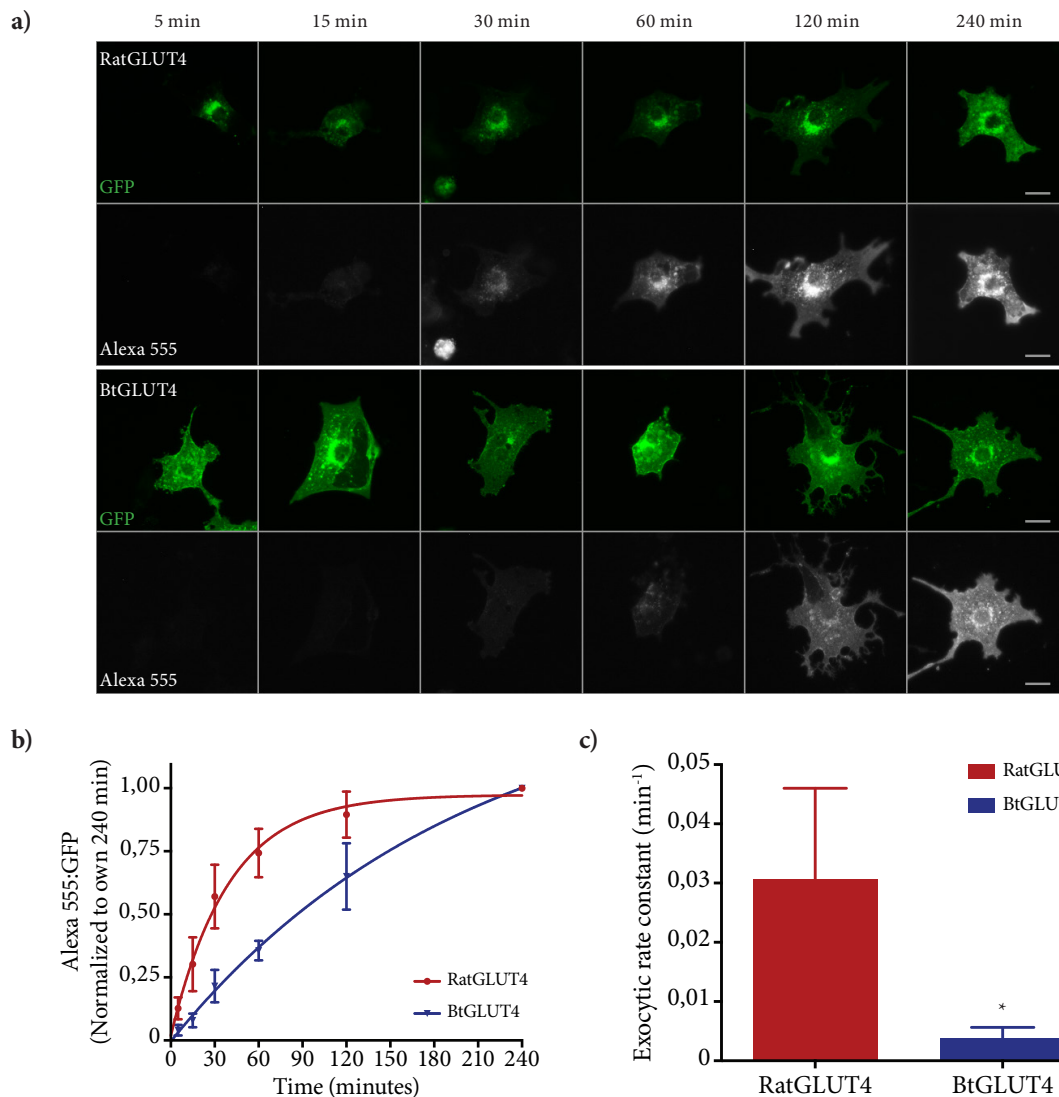 a)
5 min 15 min 30 min 60 min 120 min 240 min
RatGLUT4
GFP
Alexa 555
BtGLUT4
GFP
Alexa 555
b)
Alexa 555:GFP
(Normalized to own 240 min)
1,00
0,75
0,50
0,25
0
0 30 60 90 120 150 180 210 240
Time (minutes)
RatGLUT4
BtGLUT4
c)
Exocytic rate constant (min-1)
0,05
0,04
0,03
0,02
0,01
0
RatGLU
BtGLU
*
RatGLUT4 BtGLUT4